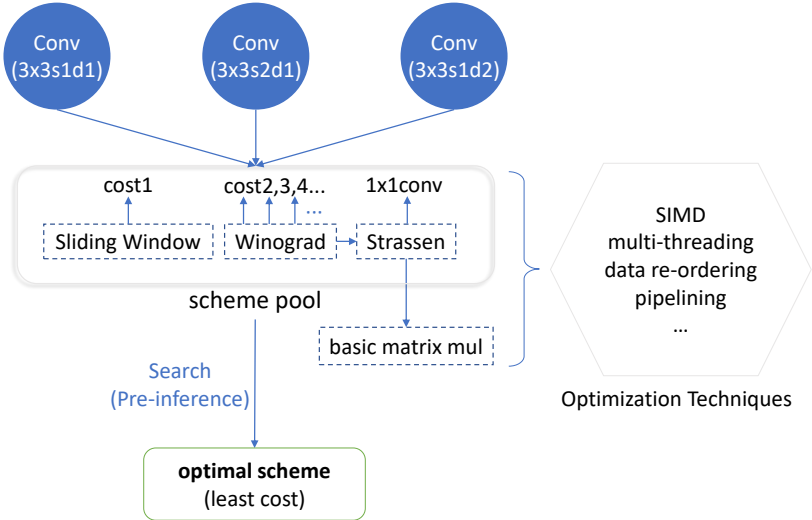 Conv
(3x3s1d1)
Conv
(3x3s2d1)
Conv
(3x3s1d2)
cost1
cost2,3,4...
1x1conv
...
Sliding Window
Winograd
Strassen
scheme pool
basic matrix mul
SIMD
multi-threading
data re-ordering
pipelining
...
Optimization Techniques
Search
(Pre-inference)
optimal scheme
(least cost)